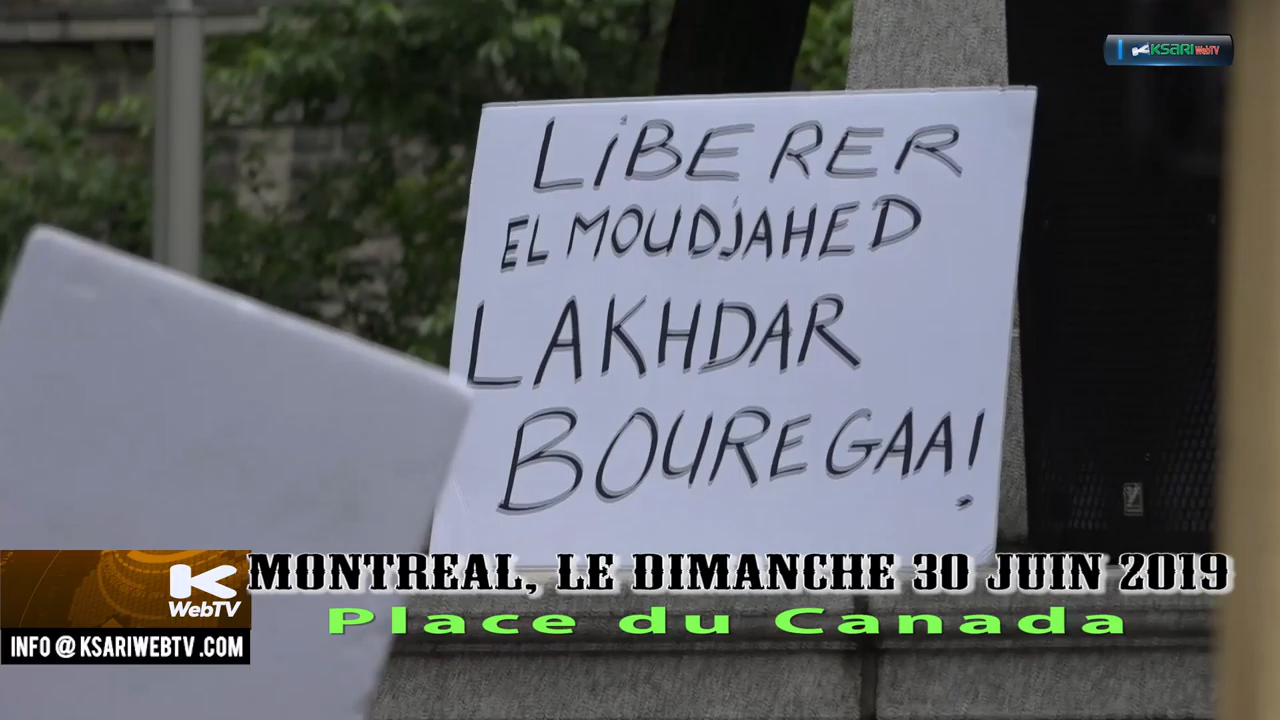 KSARI WebTV
LiBERER
EL MOUDJAHED
LAKHDAR
BOUREGAA!
MONTREAL, LE DIMANCHE 30 JUIN 2019
Place du Canada
K
WebTV
INFO @ KSARIWEBTV .COM